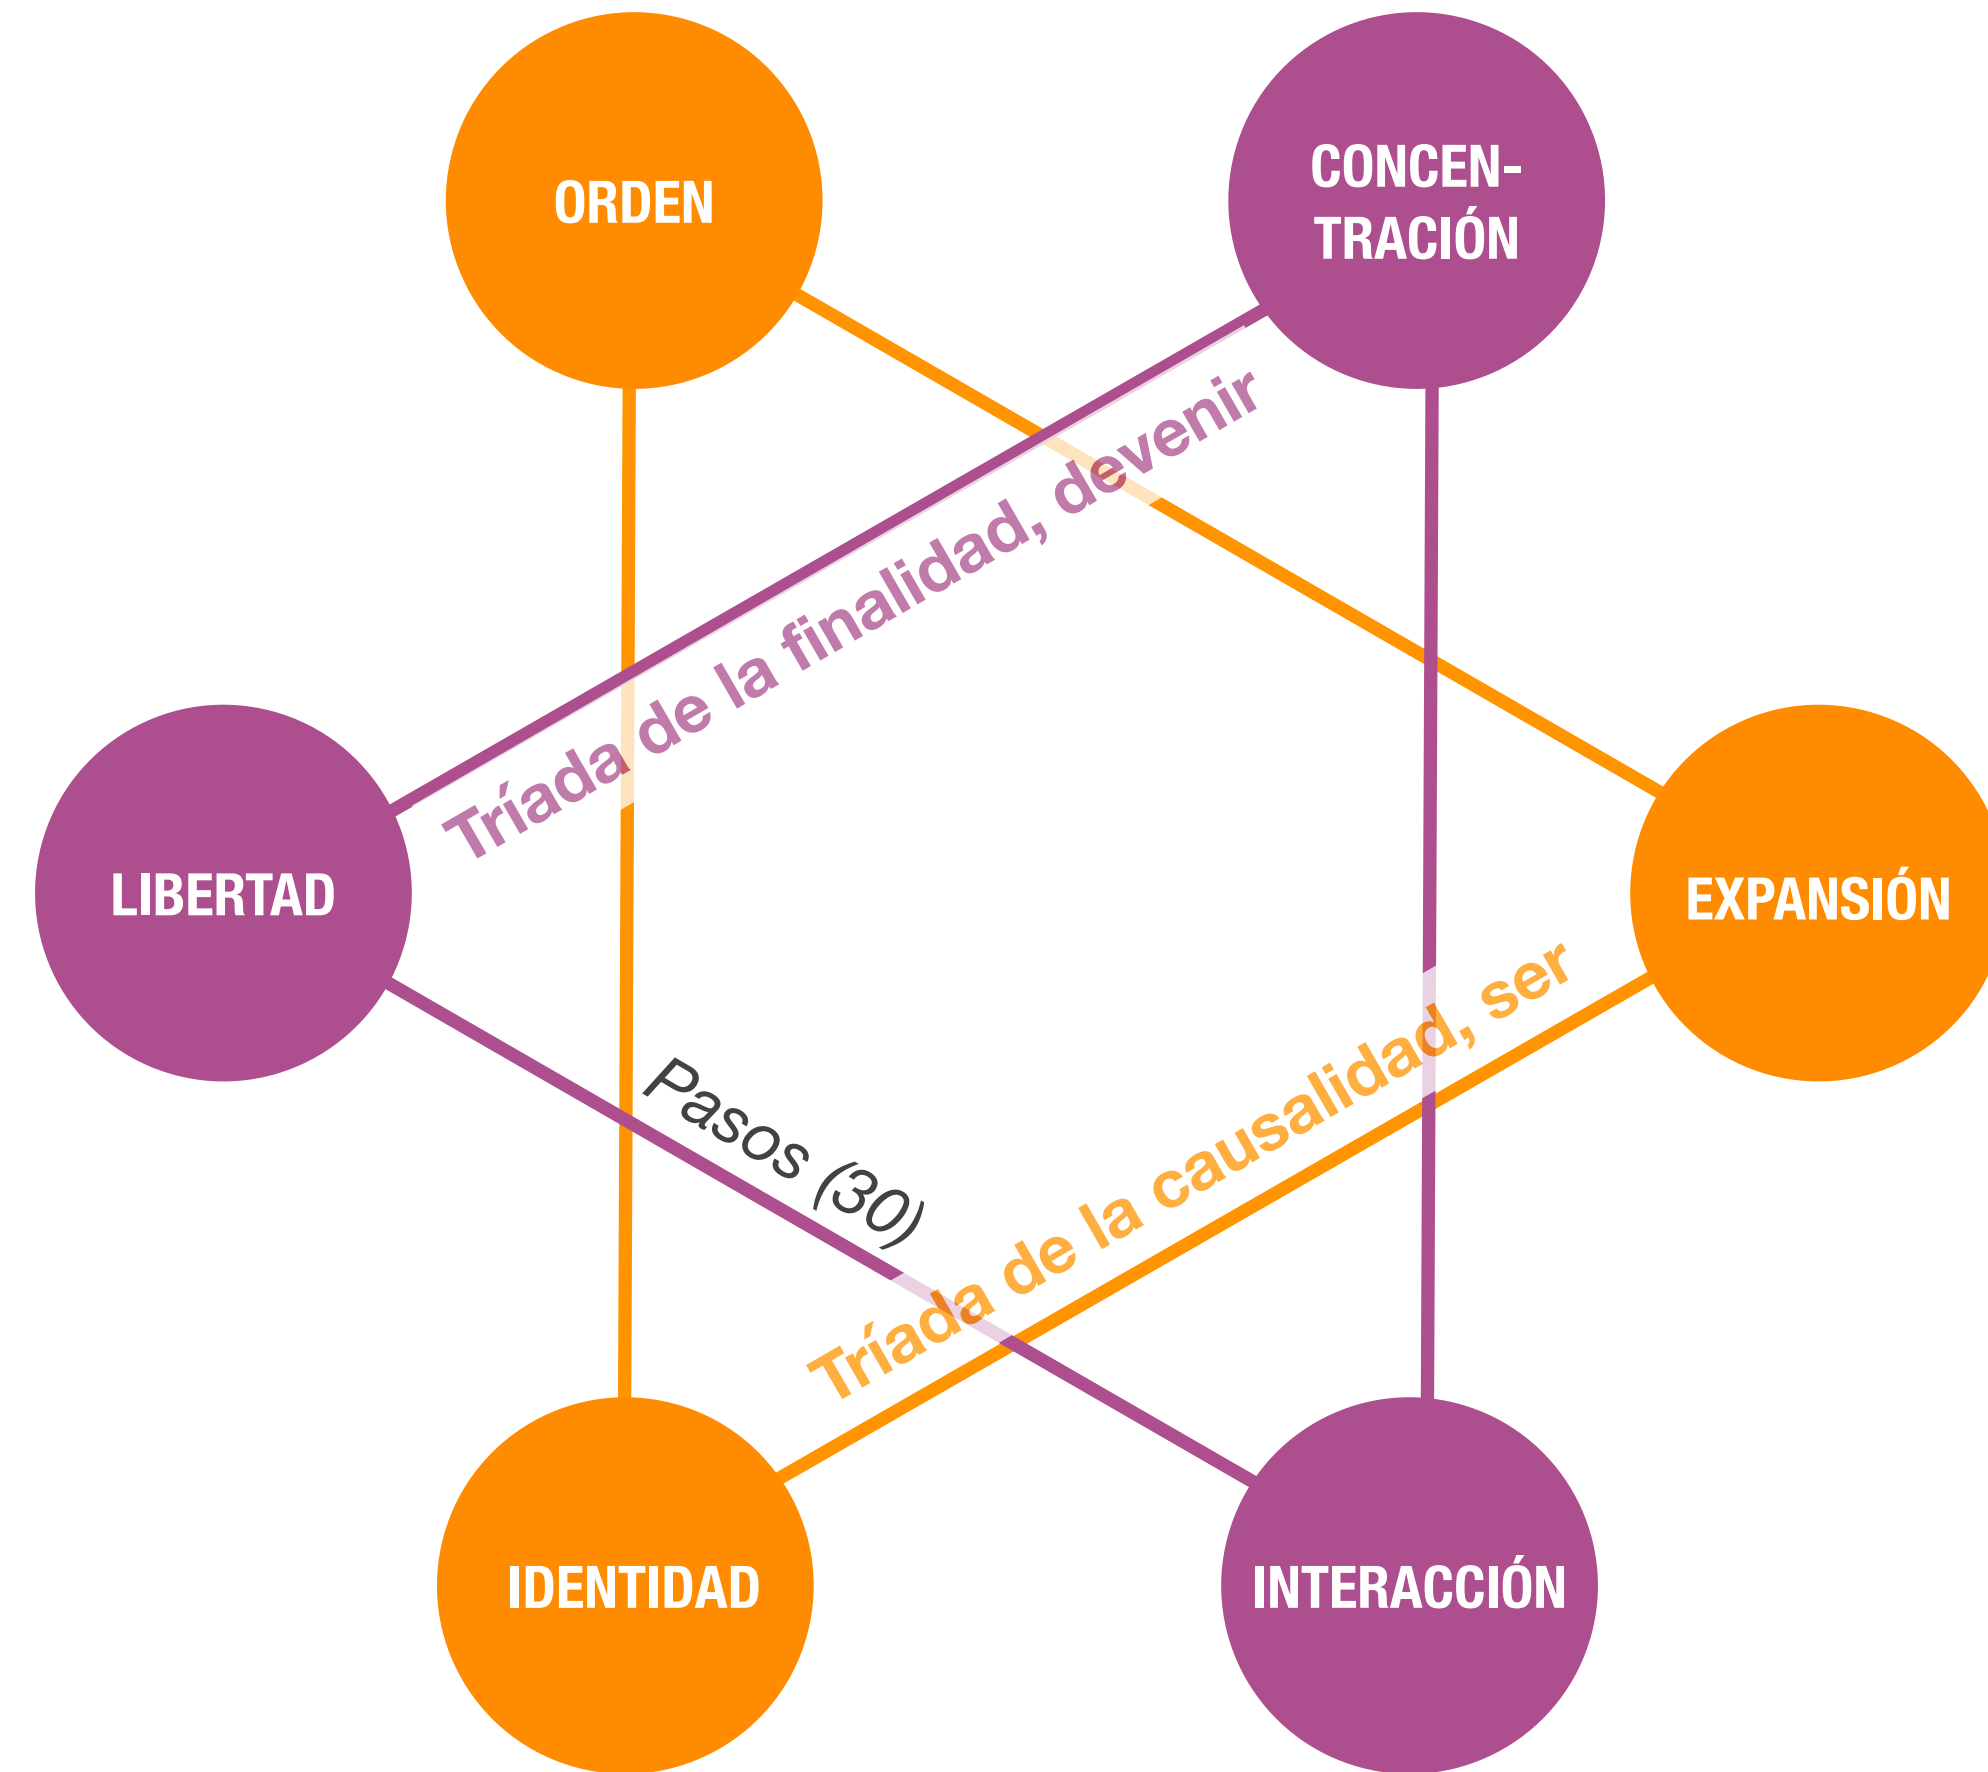 ORDEN
CONCEN-
TRACIÓN
Tríada de la finalidad, devenir
LIBERTAD
EXPANSIÓN
Pasos (30)
Tríada de la causalidad, ser
IDENTIDAD
INTERACCIÓN